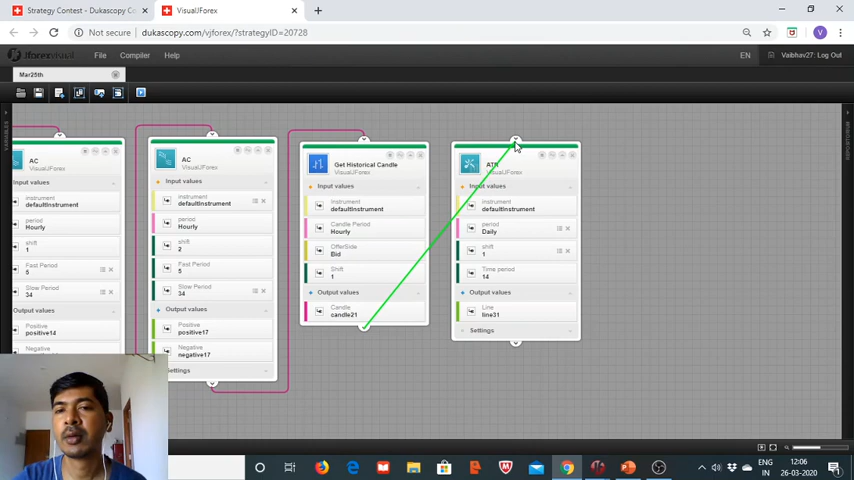 Strategy Contest - Dukascopy C
VisualJForex
Not secure
dukascopy.com/vjforex/?strategyID=20728
V
jforexvisual
File
Compiler
Help
EN
Vaibhav27: Log Out
Mar25th
VARIABLES
REPOSITORIUM
AC
VisualJForex
Input values
instrument
defaultInstrument
period
Hourly
shift
1
Fast Period
5
Slow Period
34
Output values
Positive
positive14
Negative
AC
VisualJForex
Input values
instrument
defaultInstrument
period
Hourly
shift
2
Fast Period
5
Slow Period
34
Output values
Positive
positive17
Negative
negative17
Settings
Get Historical Candle
VisualJForex
Input values
instrument
defaultInstrument
Candle Period
Hourly
OfferSide
Bid
Shift
1
Output values
Candle
candle21
ATR
VisualJForex
Input values
instrument
defaultInstrument
period
Daily
shift
1
Time period
14
Output values
Line
line31
Settings
ENG
IN
12:06
26-03-2020